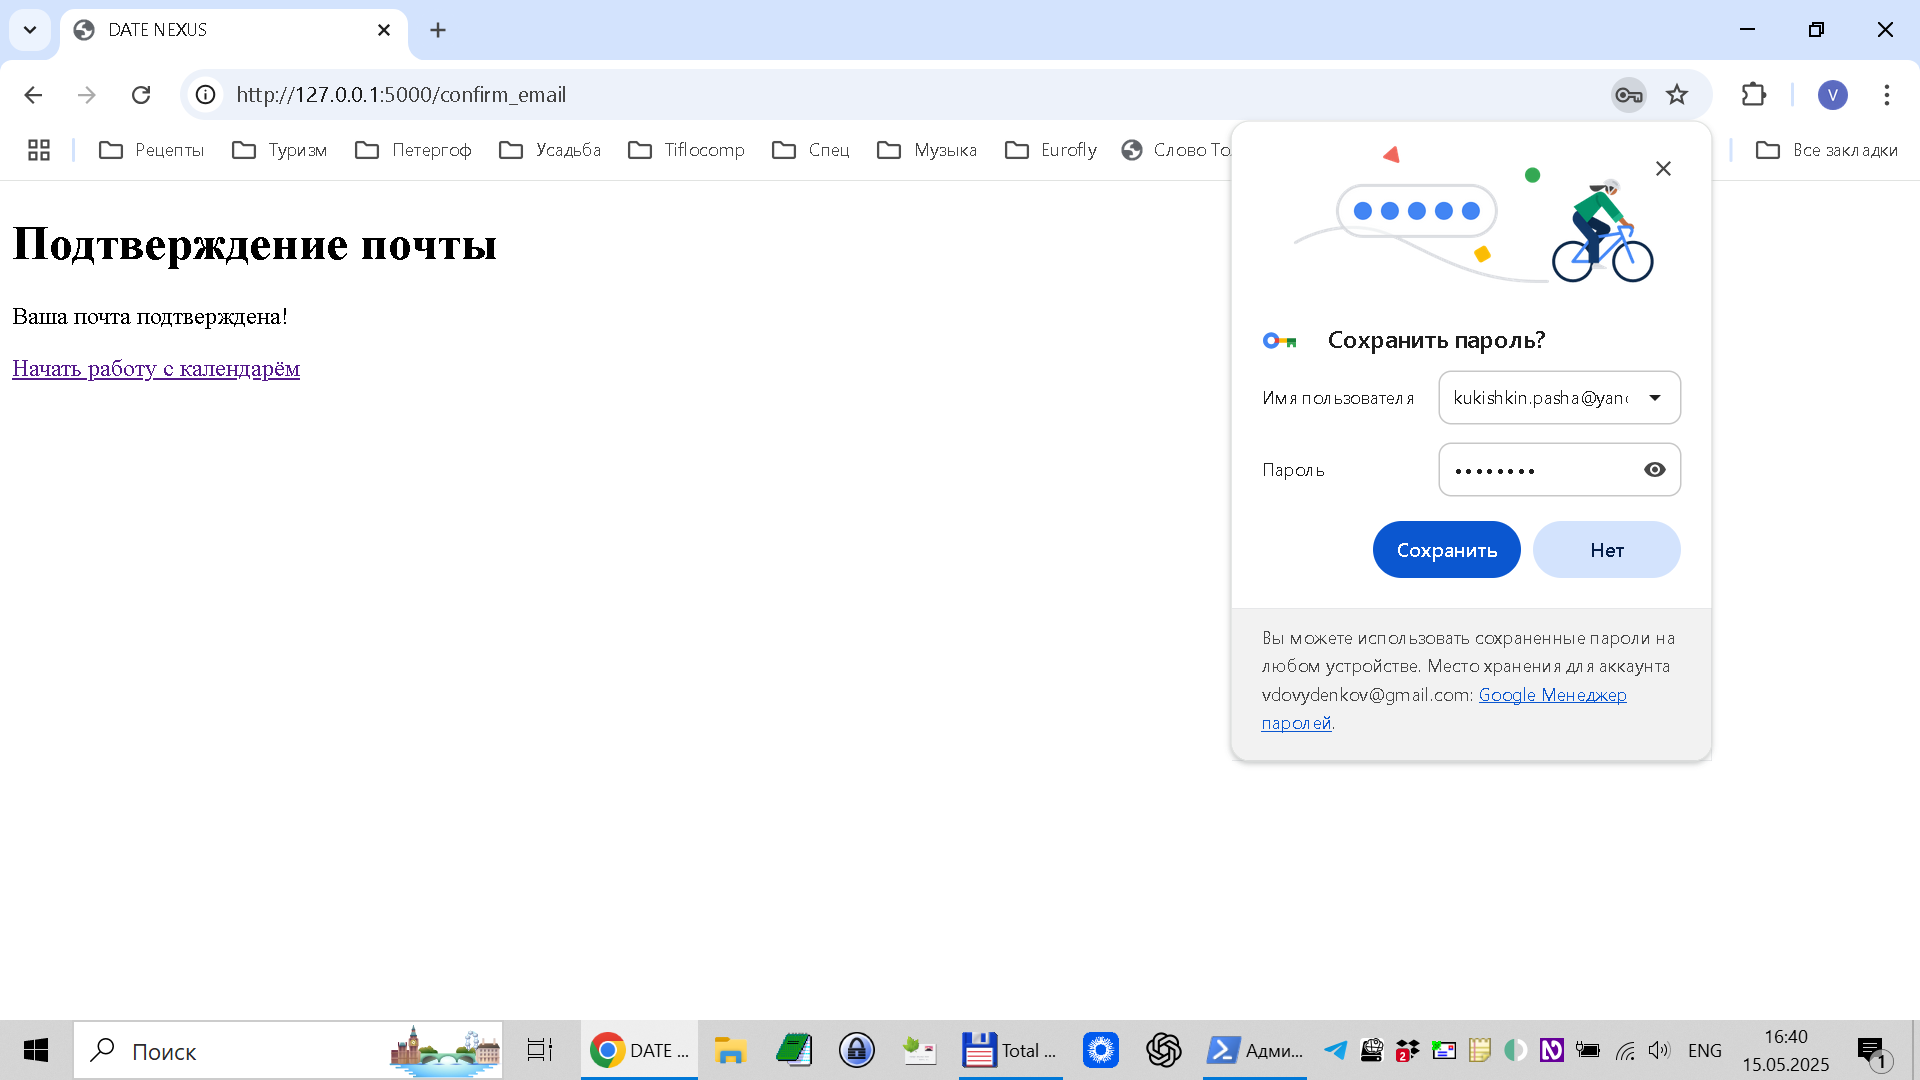 DATE NEXUS
http://127.0.0.1:5000/confirm_email
V
Рецепты
Туризм
Петергоф
Усадьба
Tiflocomp
Спец
Музыка
Eurofly
Слово То
Все закладки
Подтверждение почты
Ваша почта подтверждена!
Начать работу с календарём
Сохранить пароль?
Имя пользователя
kukishkin.pasha@yan
Пароль
Сохранить
Нет
Вы можете использовать сохраненные пароли на
любом устройстве. Место хранения для аккаунта
vdovydenkov@gmail.com: Google Менеджер
паролей.
Поиск
DATE ...
Total ...
Адми...
2
N
ENG
16:40
15.05.2025
1